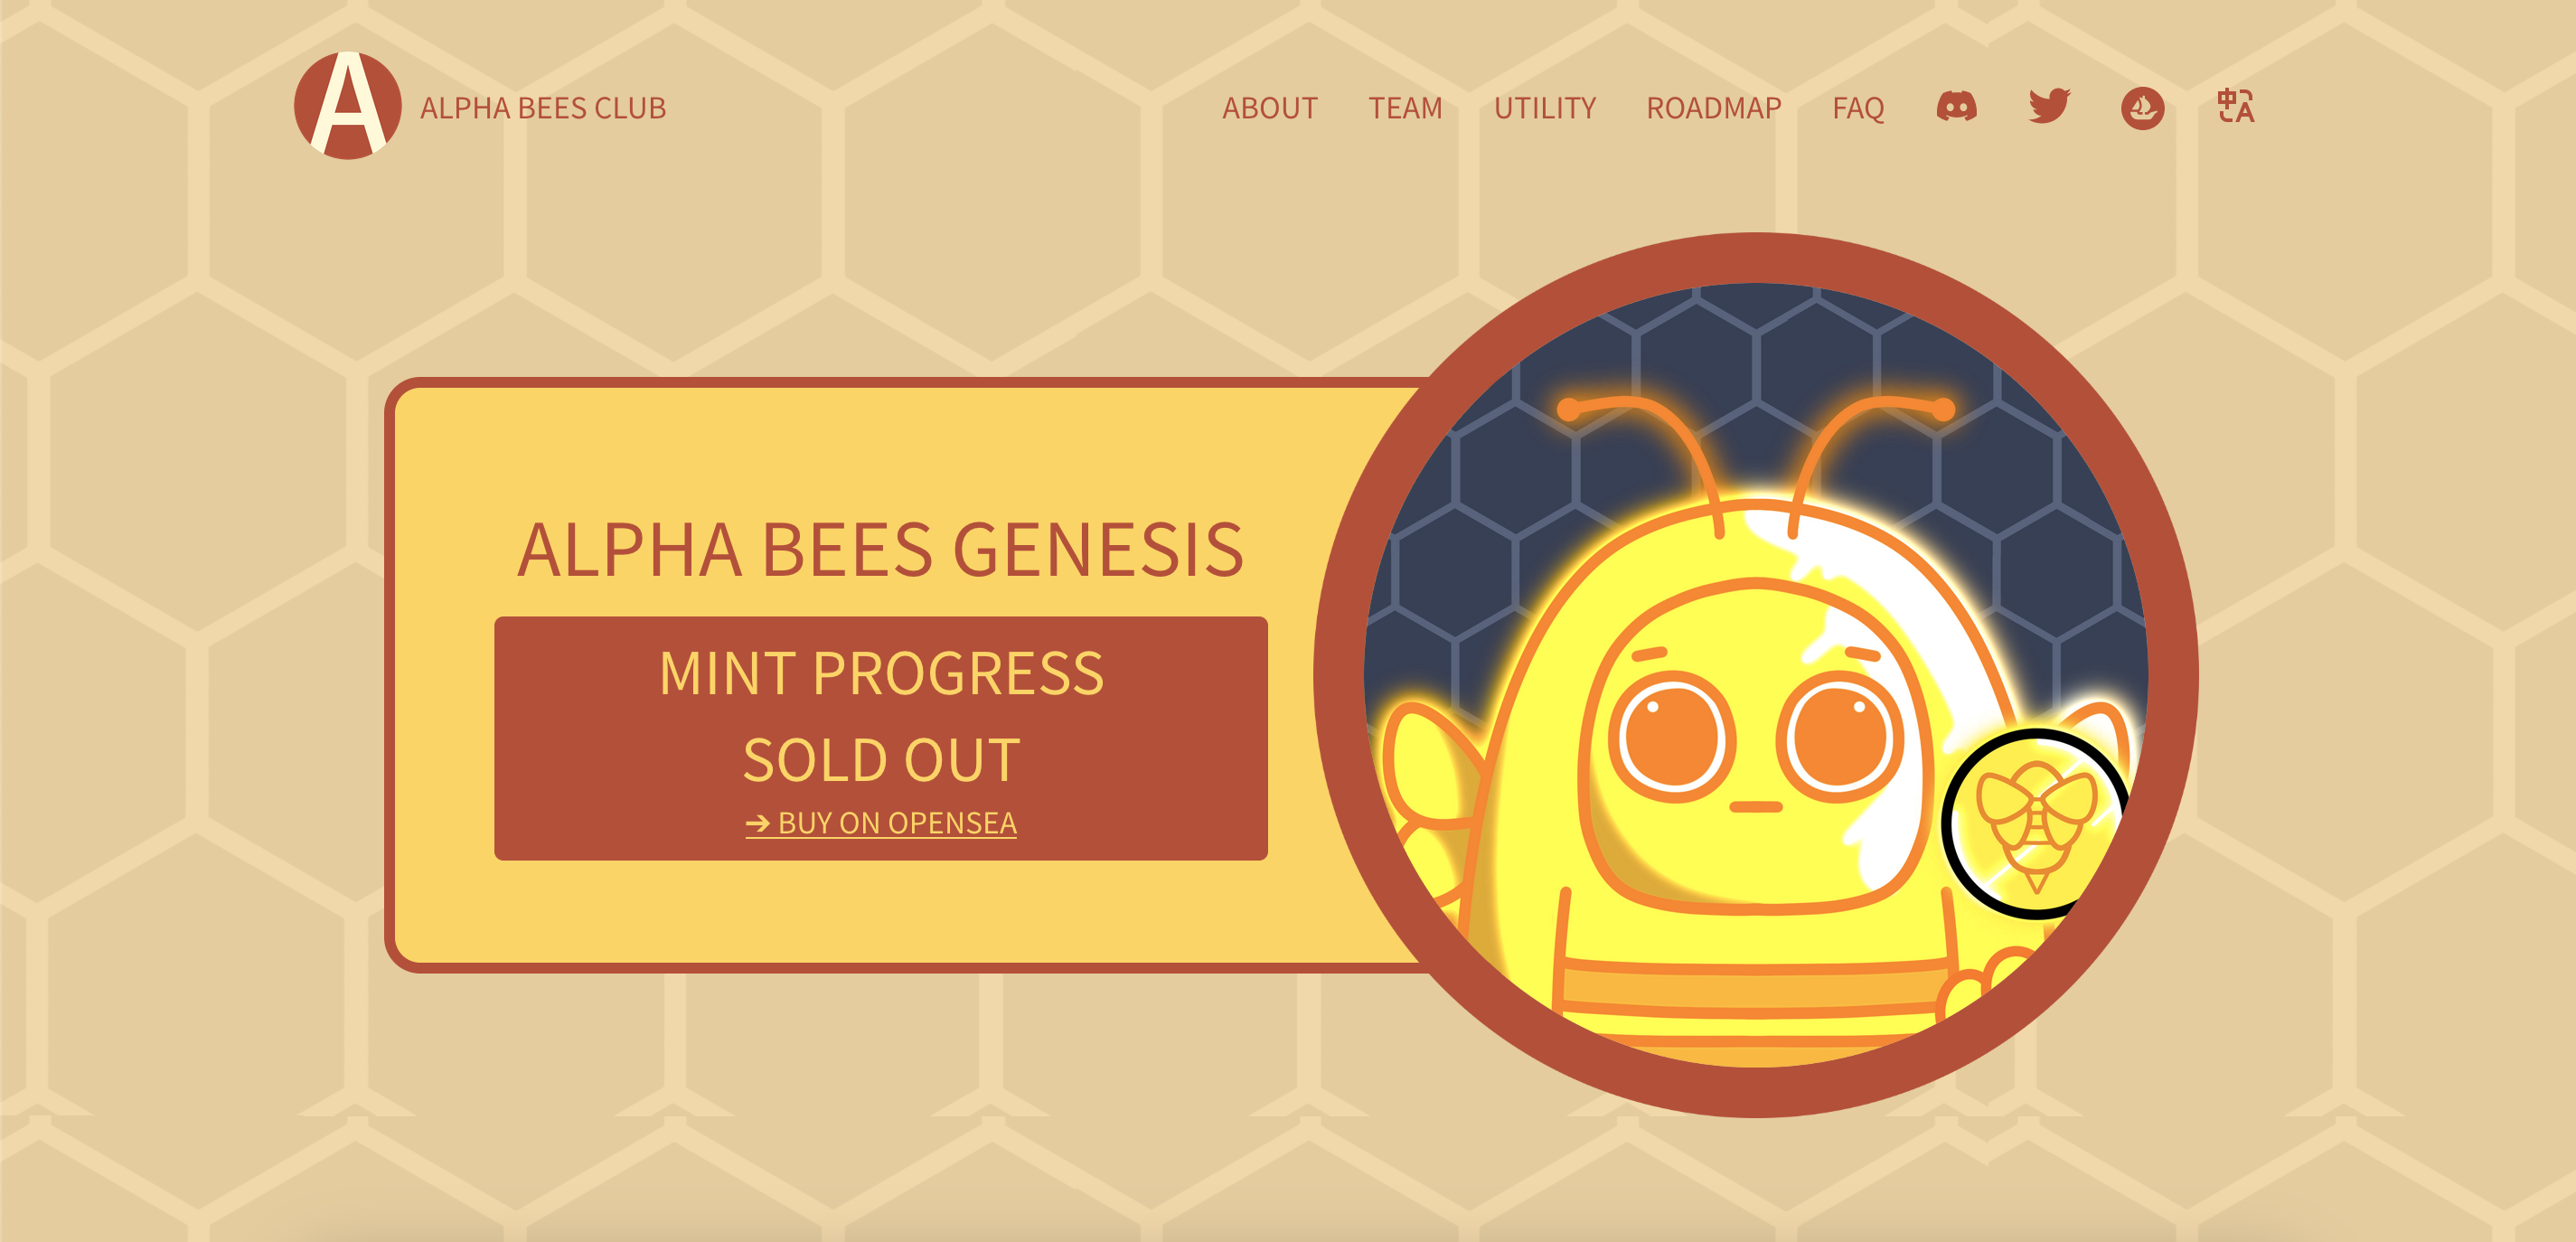 A
ALPHA BEES CLUB
ABOUT TEAM UTILITY ROADMAP FAQ 中A
ALPHA BEES GENESIS
MINT PROGRESS
SOLD OUT
➔ BUY ON OPENSEA